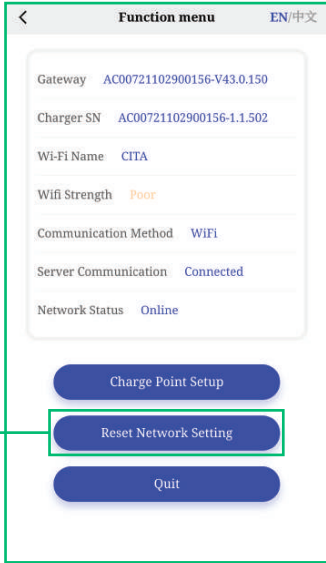 Function menu EN/中文
Gateway AC00721102900156-V43.0.150
Charger SN AC00721102900156-1.1.502
Wi-Fi Name CITA
Wifi Strength Poor
Communication Method WiFi
Server Communication Connected
Network Status Online
Charge Point Setup
Reset Network Setting
Quit